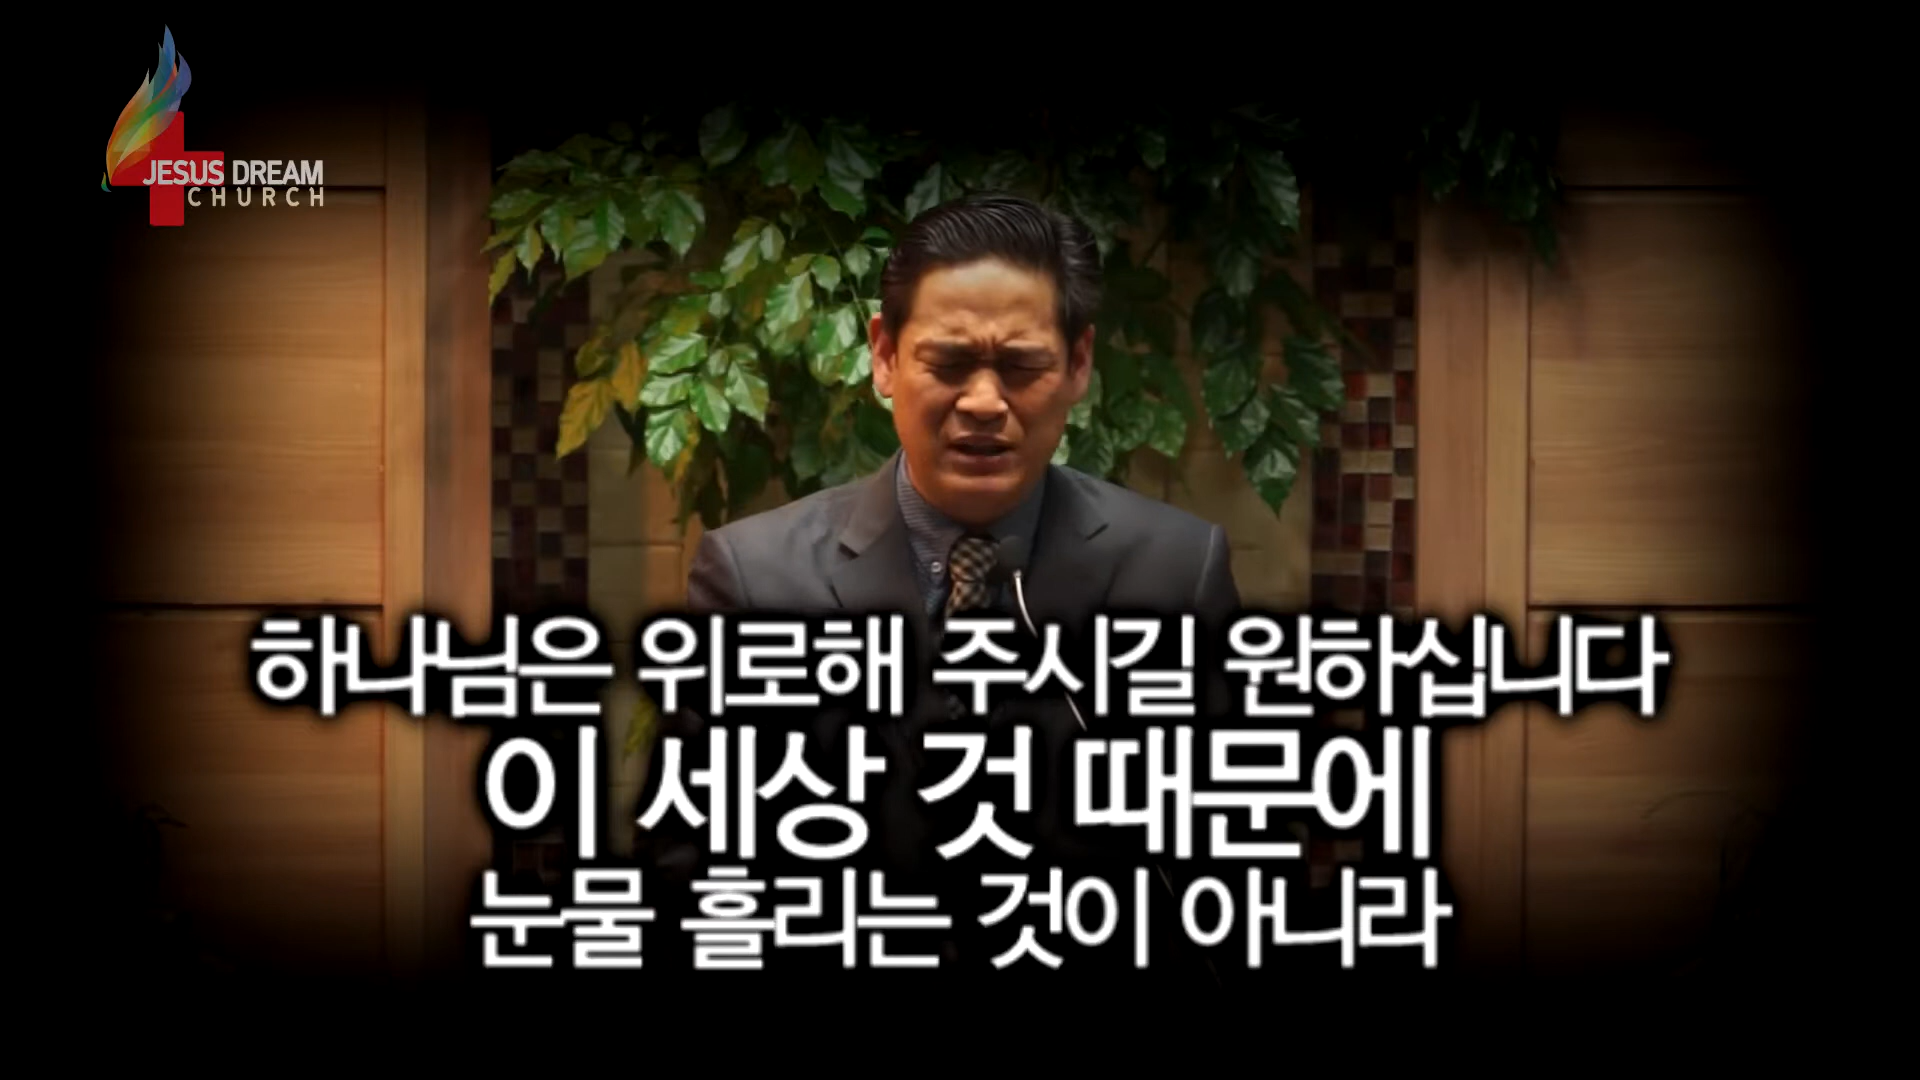 JESUS DREAM
CHURCH
하나님은 위로해 주시길 원하십니다
이 세상 것 때문에
눈물 흘리는 것이 아니라